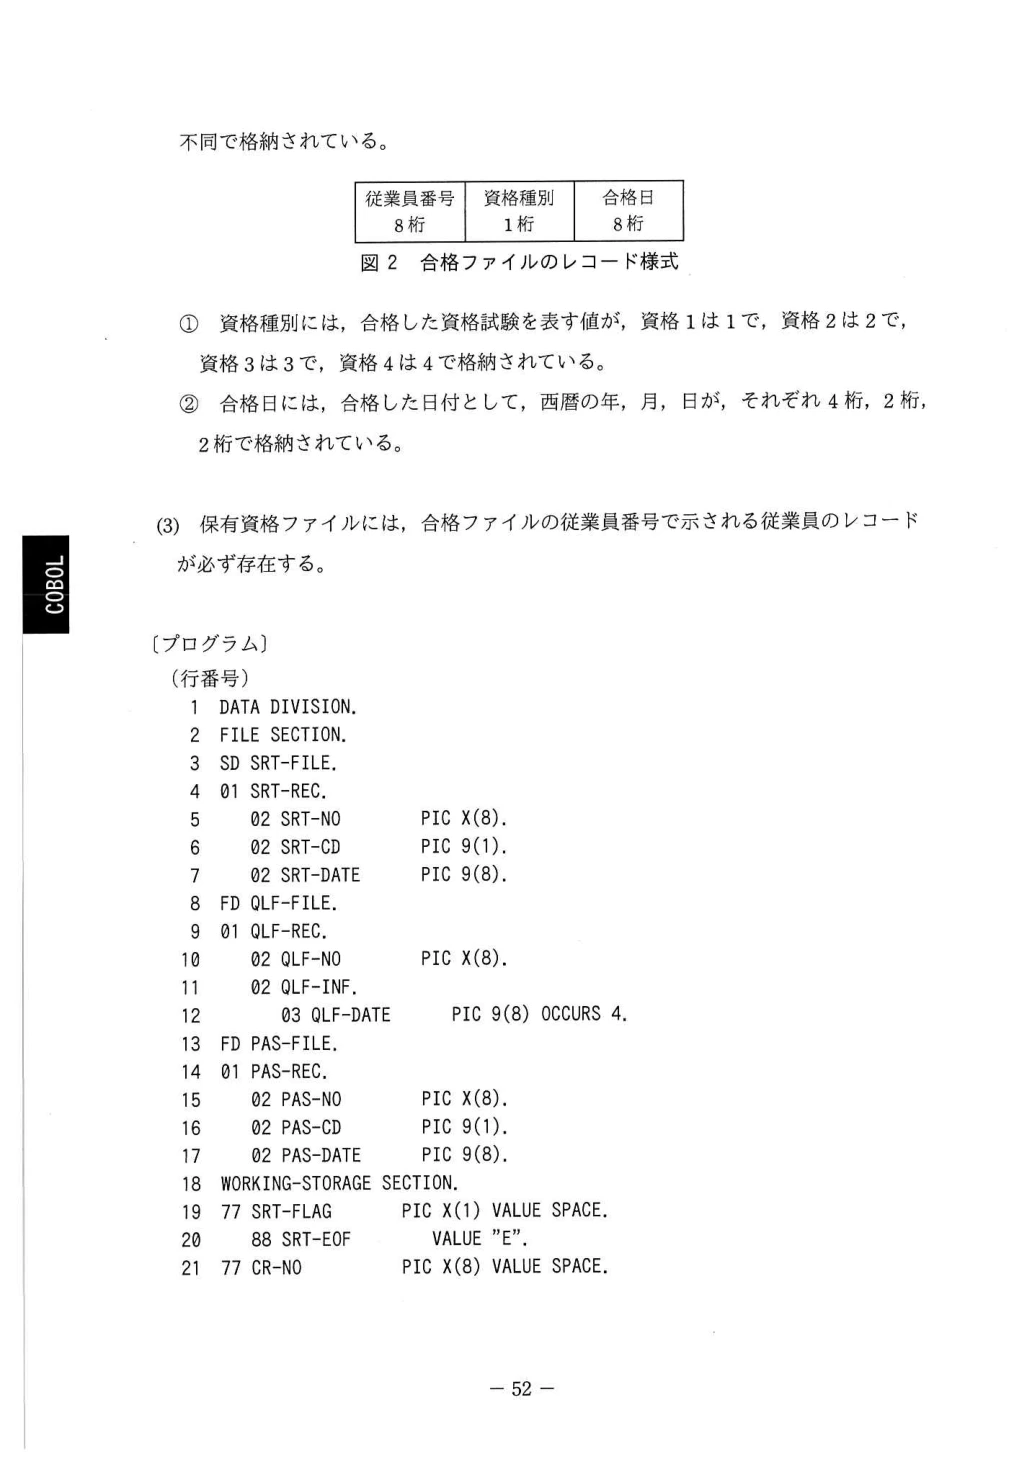 不同で格納されている。
従業員番号 資格種別 合格日
8桁 1桁 8桁
図 2 合格ファイルのレコード様式
① 資格種別には，合格した資格試験を表す値が，資格1は1で，資格2は2で，
資格3は3で，資格4は4で格納されている。
② 合格日には，合格した日付として，西暦の年，月，日が，それぞれ4桁，2桁，
2桁で格納されている。
(3) 保有資格ファイルには，合格ファイルの従業員番号で示される従業員のレコード
が必ず存在する。
COBOL
〔プログラム〕
（行番号）
1 DATA DIVISION.
2 FILE SECTION.
3 SD SRT-FILE.
4 01 SRT-REC.
5 02 SRT-NO PIC X(8).
6 02 SRT-CD PIC 9(1).
7 02 SRT-DATE PIC 9(8).
8 FD QLF-FILE.
9 01 QLF-REC.
10 02 QLF-NO PIC X(8).
11 02 QLF-INF.
12 03 QLF-DATE PIC 9(8) OCCURS 4.
13 FD PAS-FILE.
14 01 PAS-REC.
15 02 PAS-NO PIC X(8).
16 02 PAS-CD PIC 9(1).
17 02 PAS-DATE PIC 9(8).
18 WORKING-STORAGE SECTION.
19 77 SRT-FLAG PIC X(1) VALUE SPACE.
20 88 SRT-EOF VALUE ”E”.
21 77 CR-NO PIC X(8) VALUE SPACE.
― 52 ―